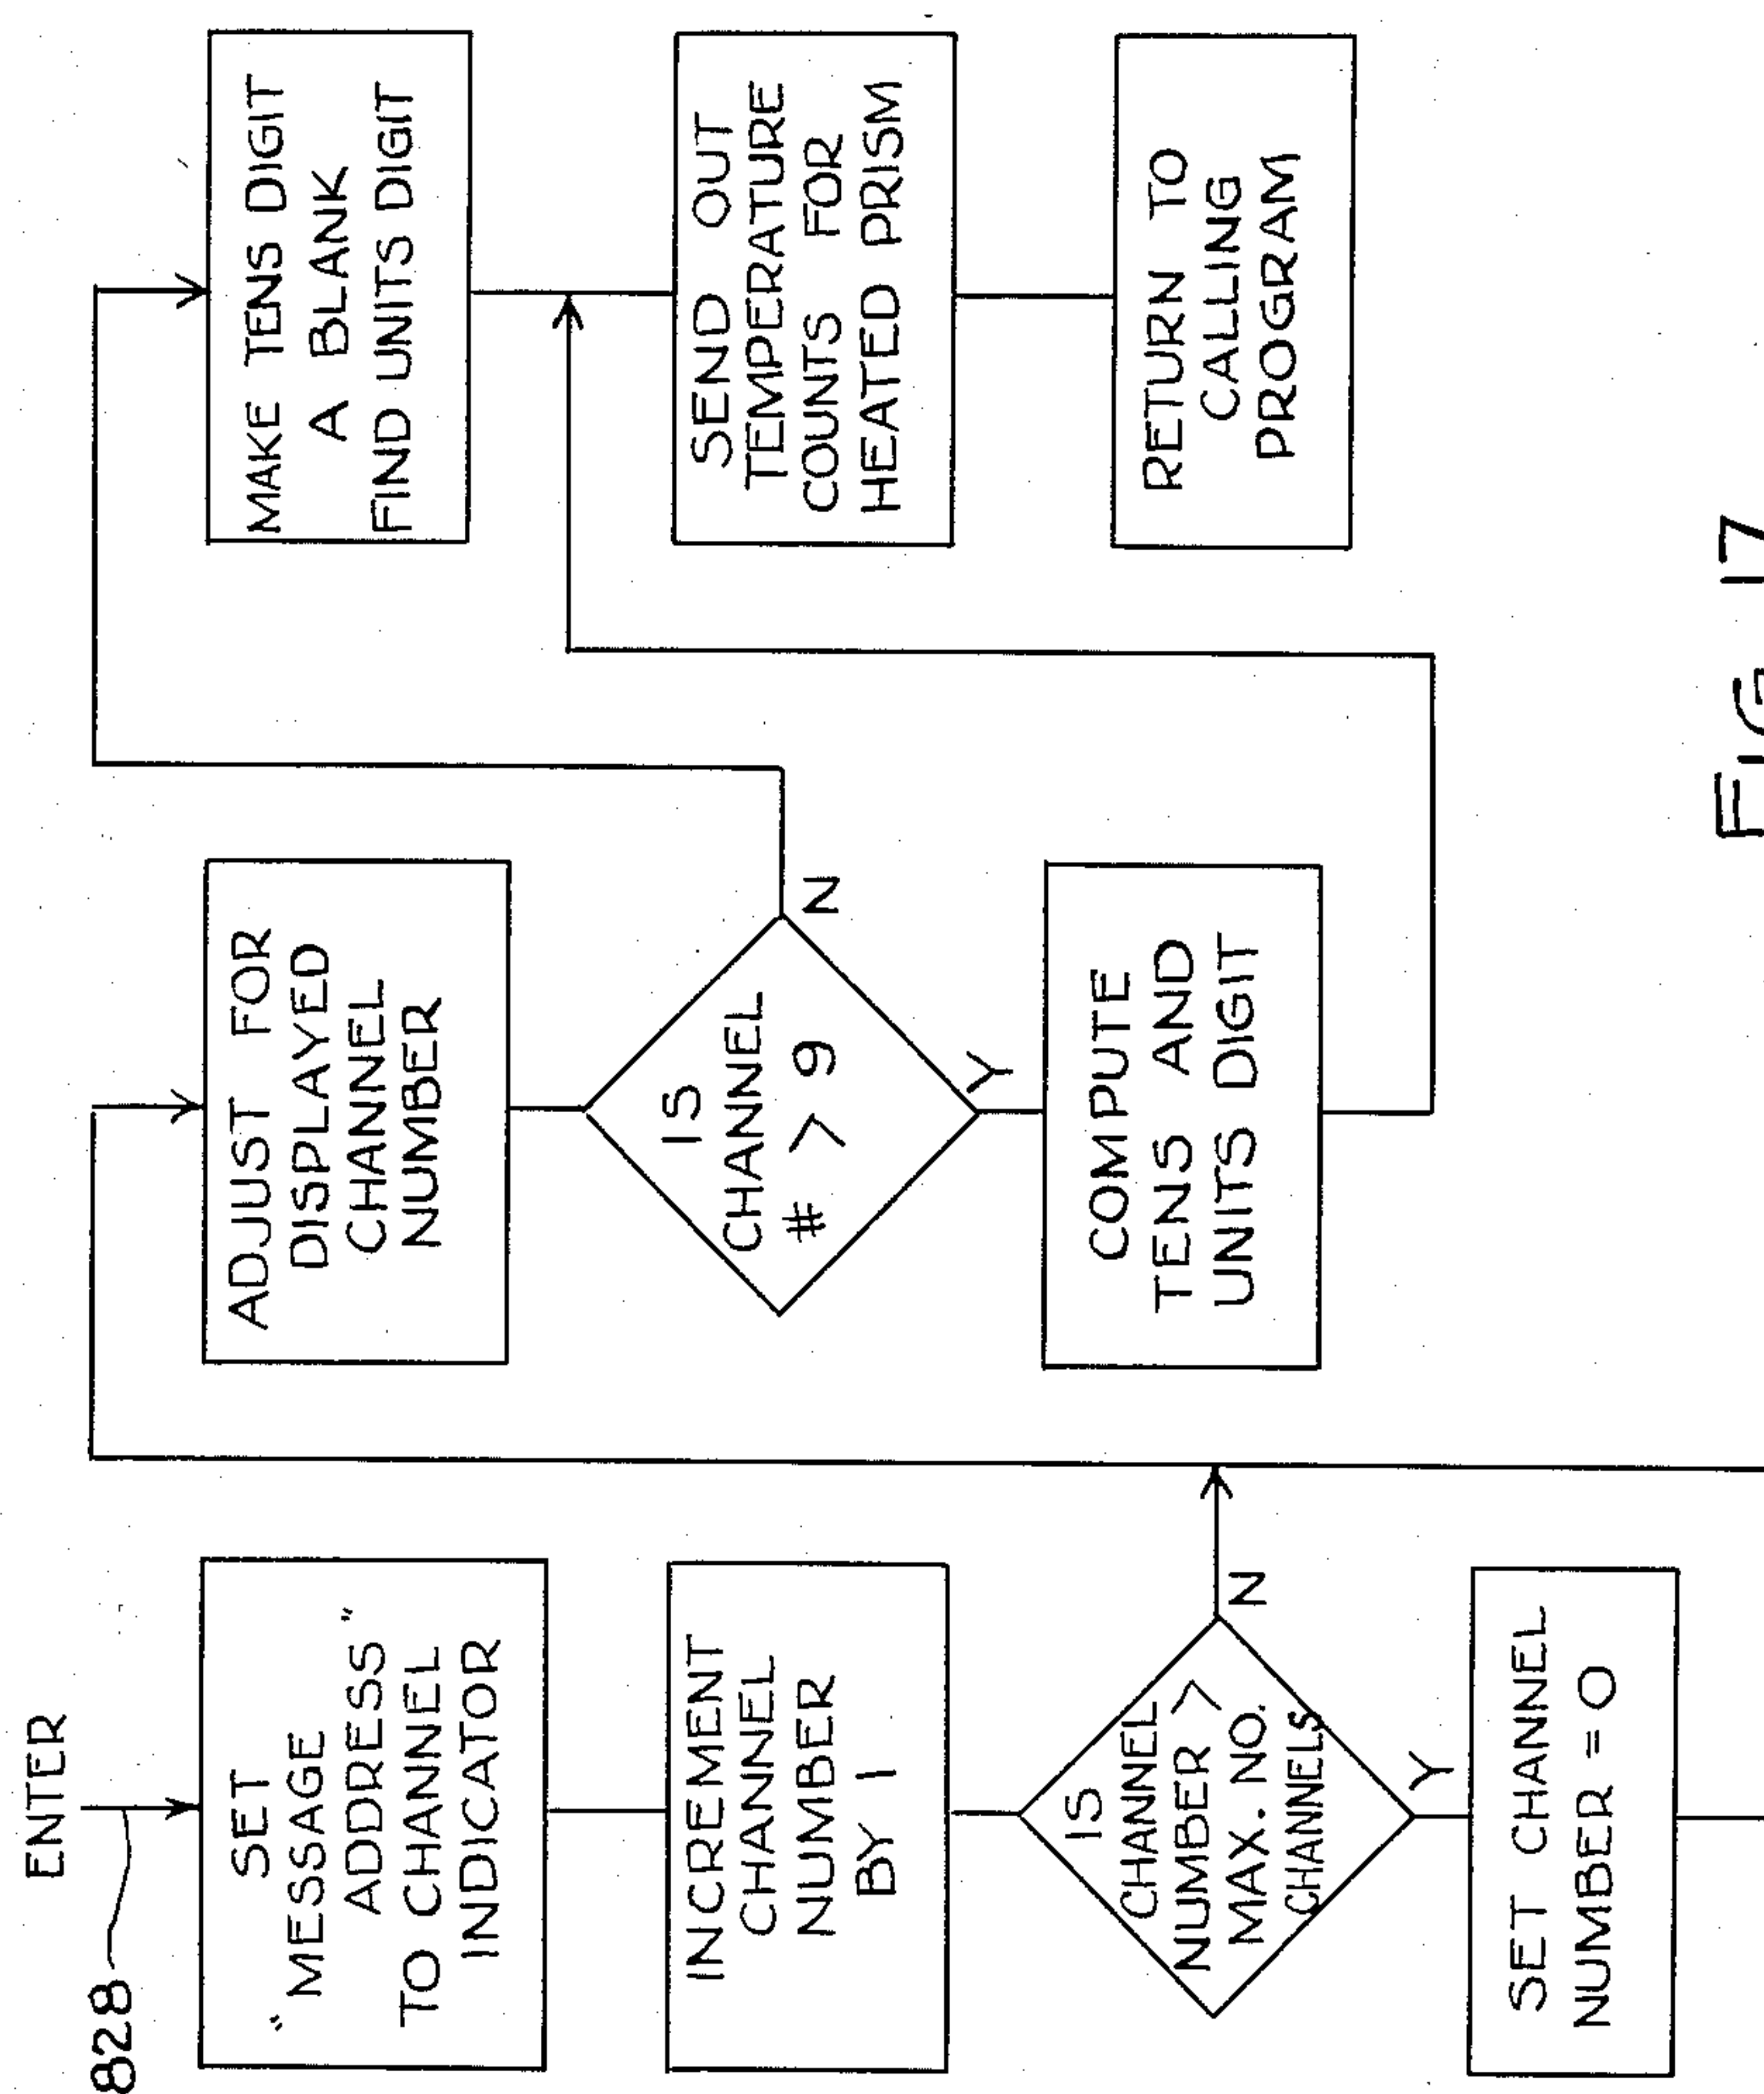 ENTER
828
SET
"MESSAGE
ADDRESS"
TO CHANNEL
INDICATOR
INCREMENT
CHANNEL
NUMBER
BY 1
IS
CHANNEL
NUMBER >
MAX. NO.
CHANNELS
N
Y
SET CHANNEL
NUMBER = 0
ADJUST FOR
DISPLAYED
CHANNEL
NUMBER
IS
CHANNEL
# > 9
N
Y
COMPUTE
TENS AND
UNITS DIGIT
MAKE TENS DIGIT
A BLANK
FIND UNITS DIGIT
SEND OUT
TEMPERATURE
COUNTS FOR
HEATED PRISM
RETURN TO
CALLING
PROGRAM
FIG. 17